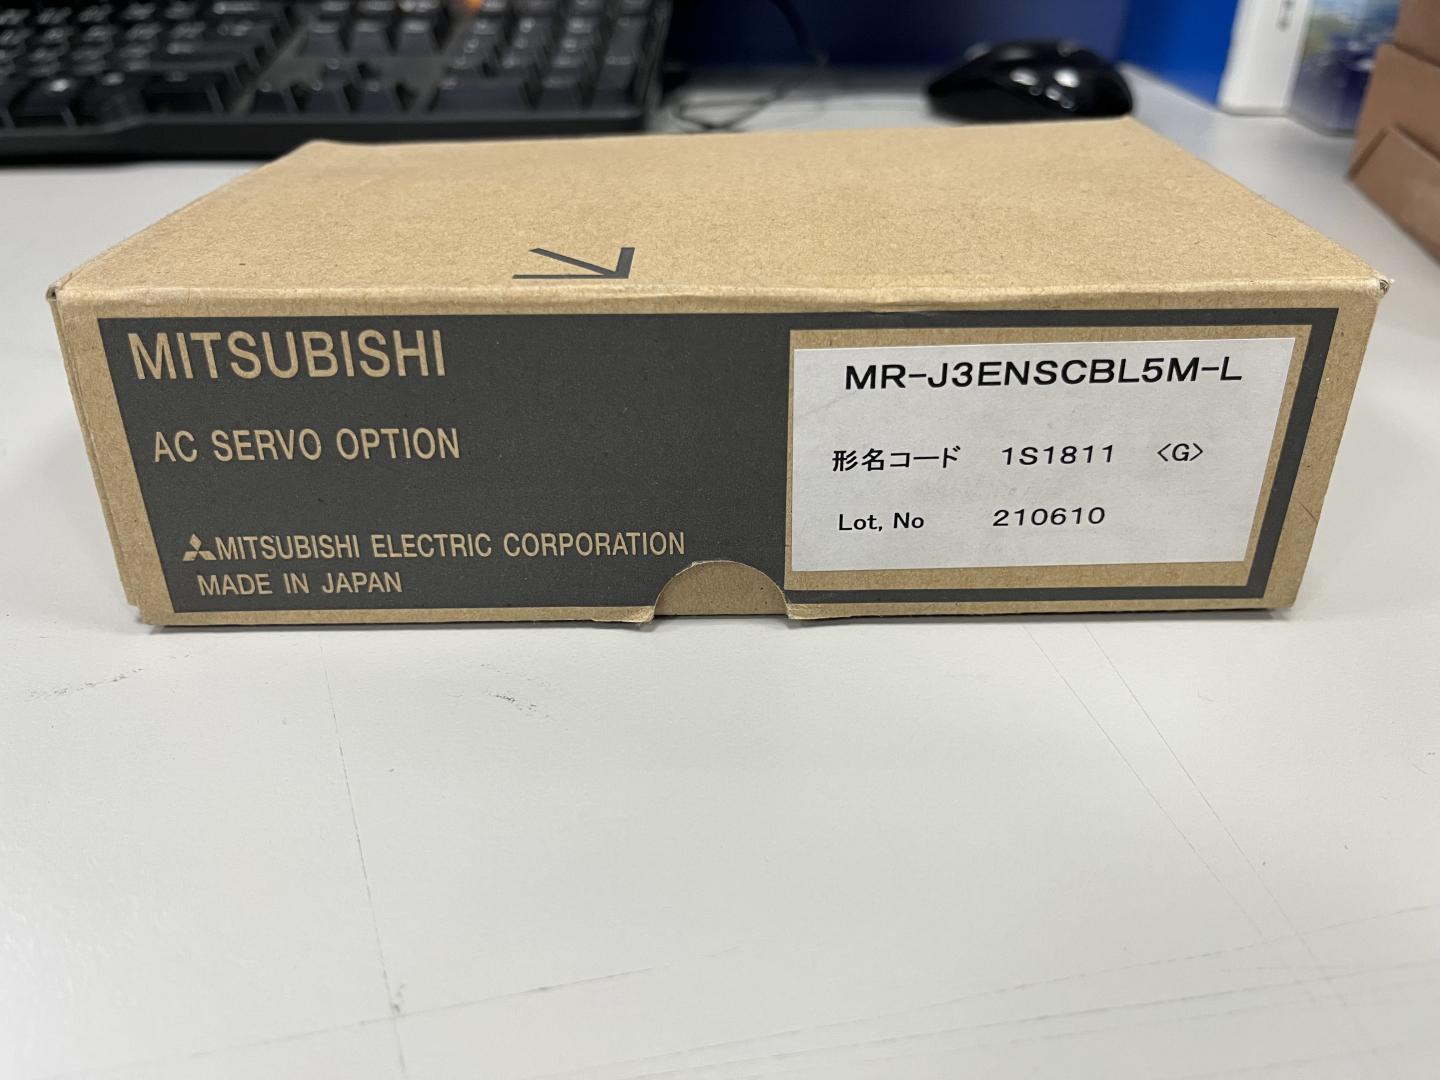 MITSUBISHI
AC SERVO OPTION
MITSUBISHI ELECTRIC CORPORATION
MADE IN JAPAN
MR-J3ENSCBL5M-L
形名コード 1S1811 <G>
Lot, No 210610